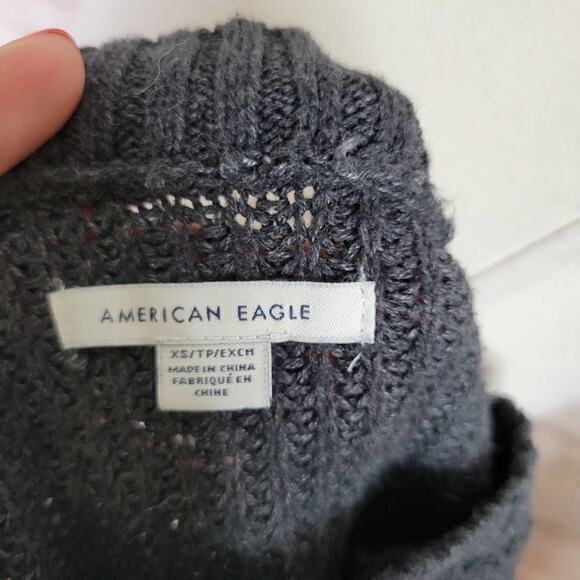 AMERICAN EAGLE
XS/TP/EXCH
MADE IN CHINA
FABRIQUÉ EN
CHINE